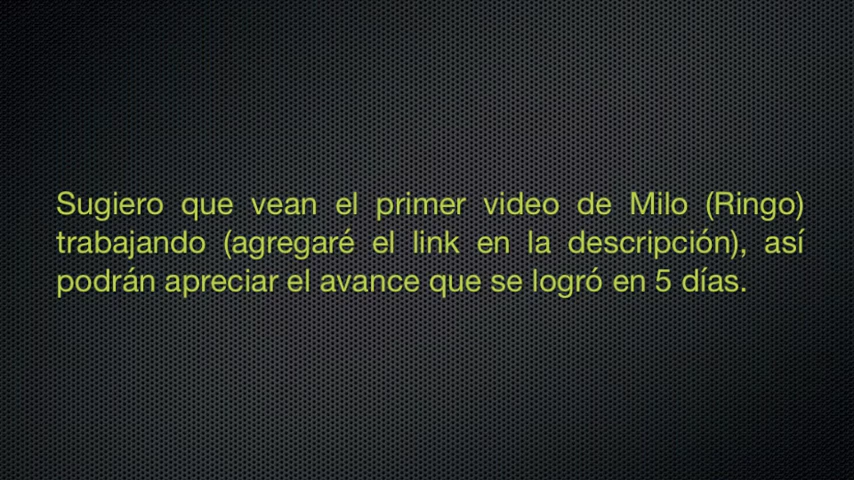 Sugiero que vean el primer video de Milo (Ringo)
trabajando (agregaré el link en la descripción), así
podrán apreciar el avance que se logró en 5 días.